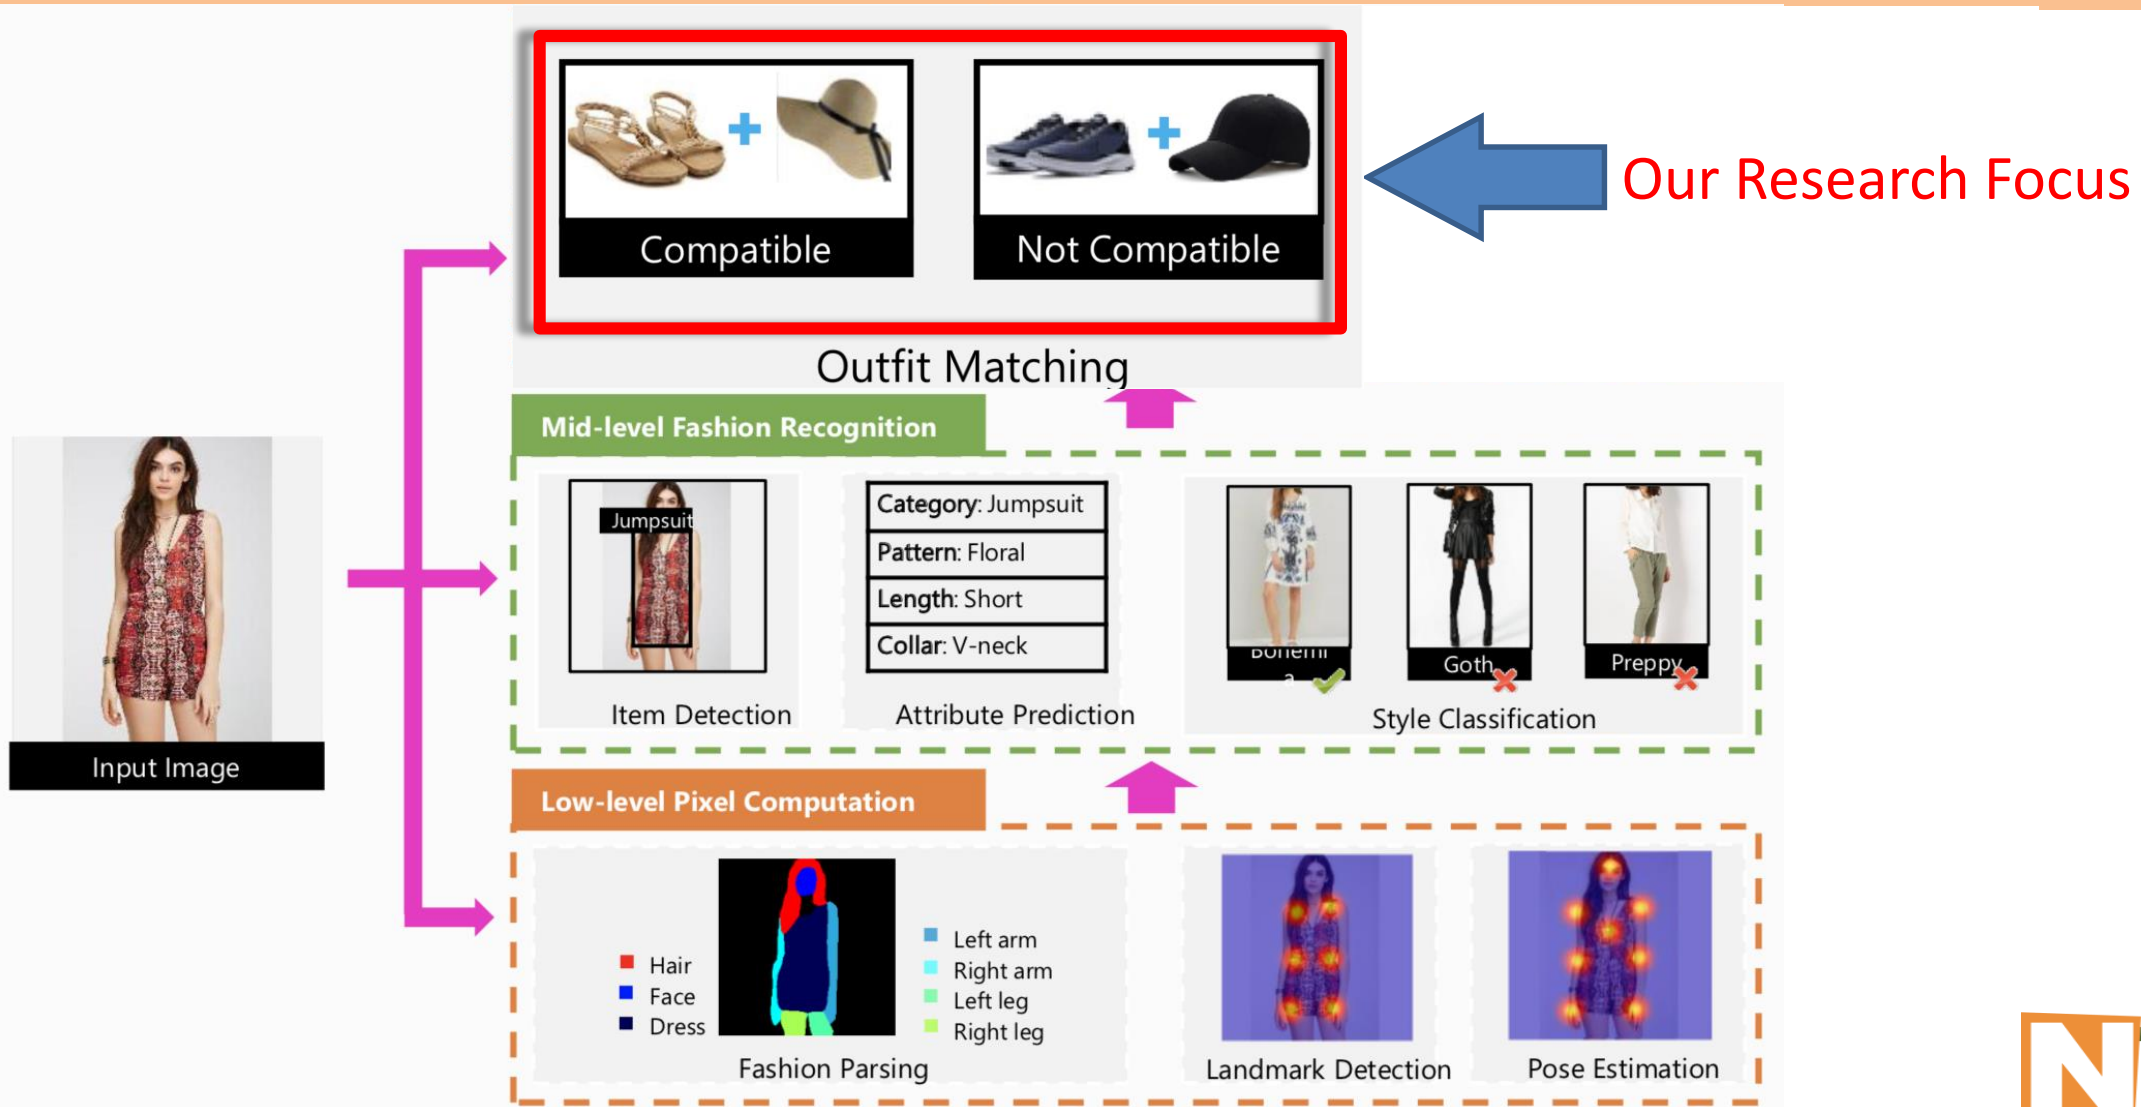 Compatible
Not Compatible
Our Research Focus
Outfit Matching
Mid-level Fashion Recognition
Jumpsuit
Category: Jumpsuit
Pattern: Floral
Length: Short
Collar: V-neck
Bohemi
a
Goth
Preppy
Item Detection
Attribute Prediction
Style Classification
Input Image
Low-level Pixel Computation
Hair
Face
Dress
Left arm
Right arm
Left leg
Right leg
Fashion Parsing
Landmark Detection
Pose Estimation
N